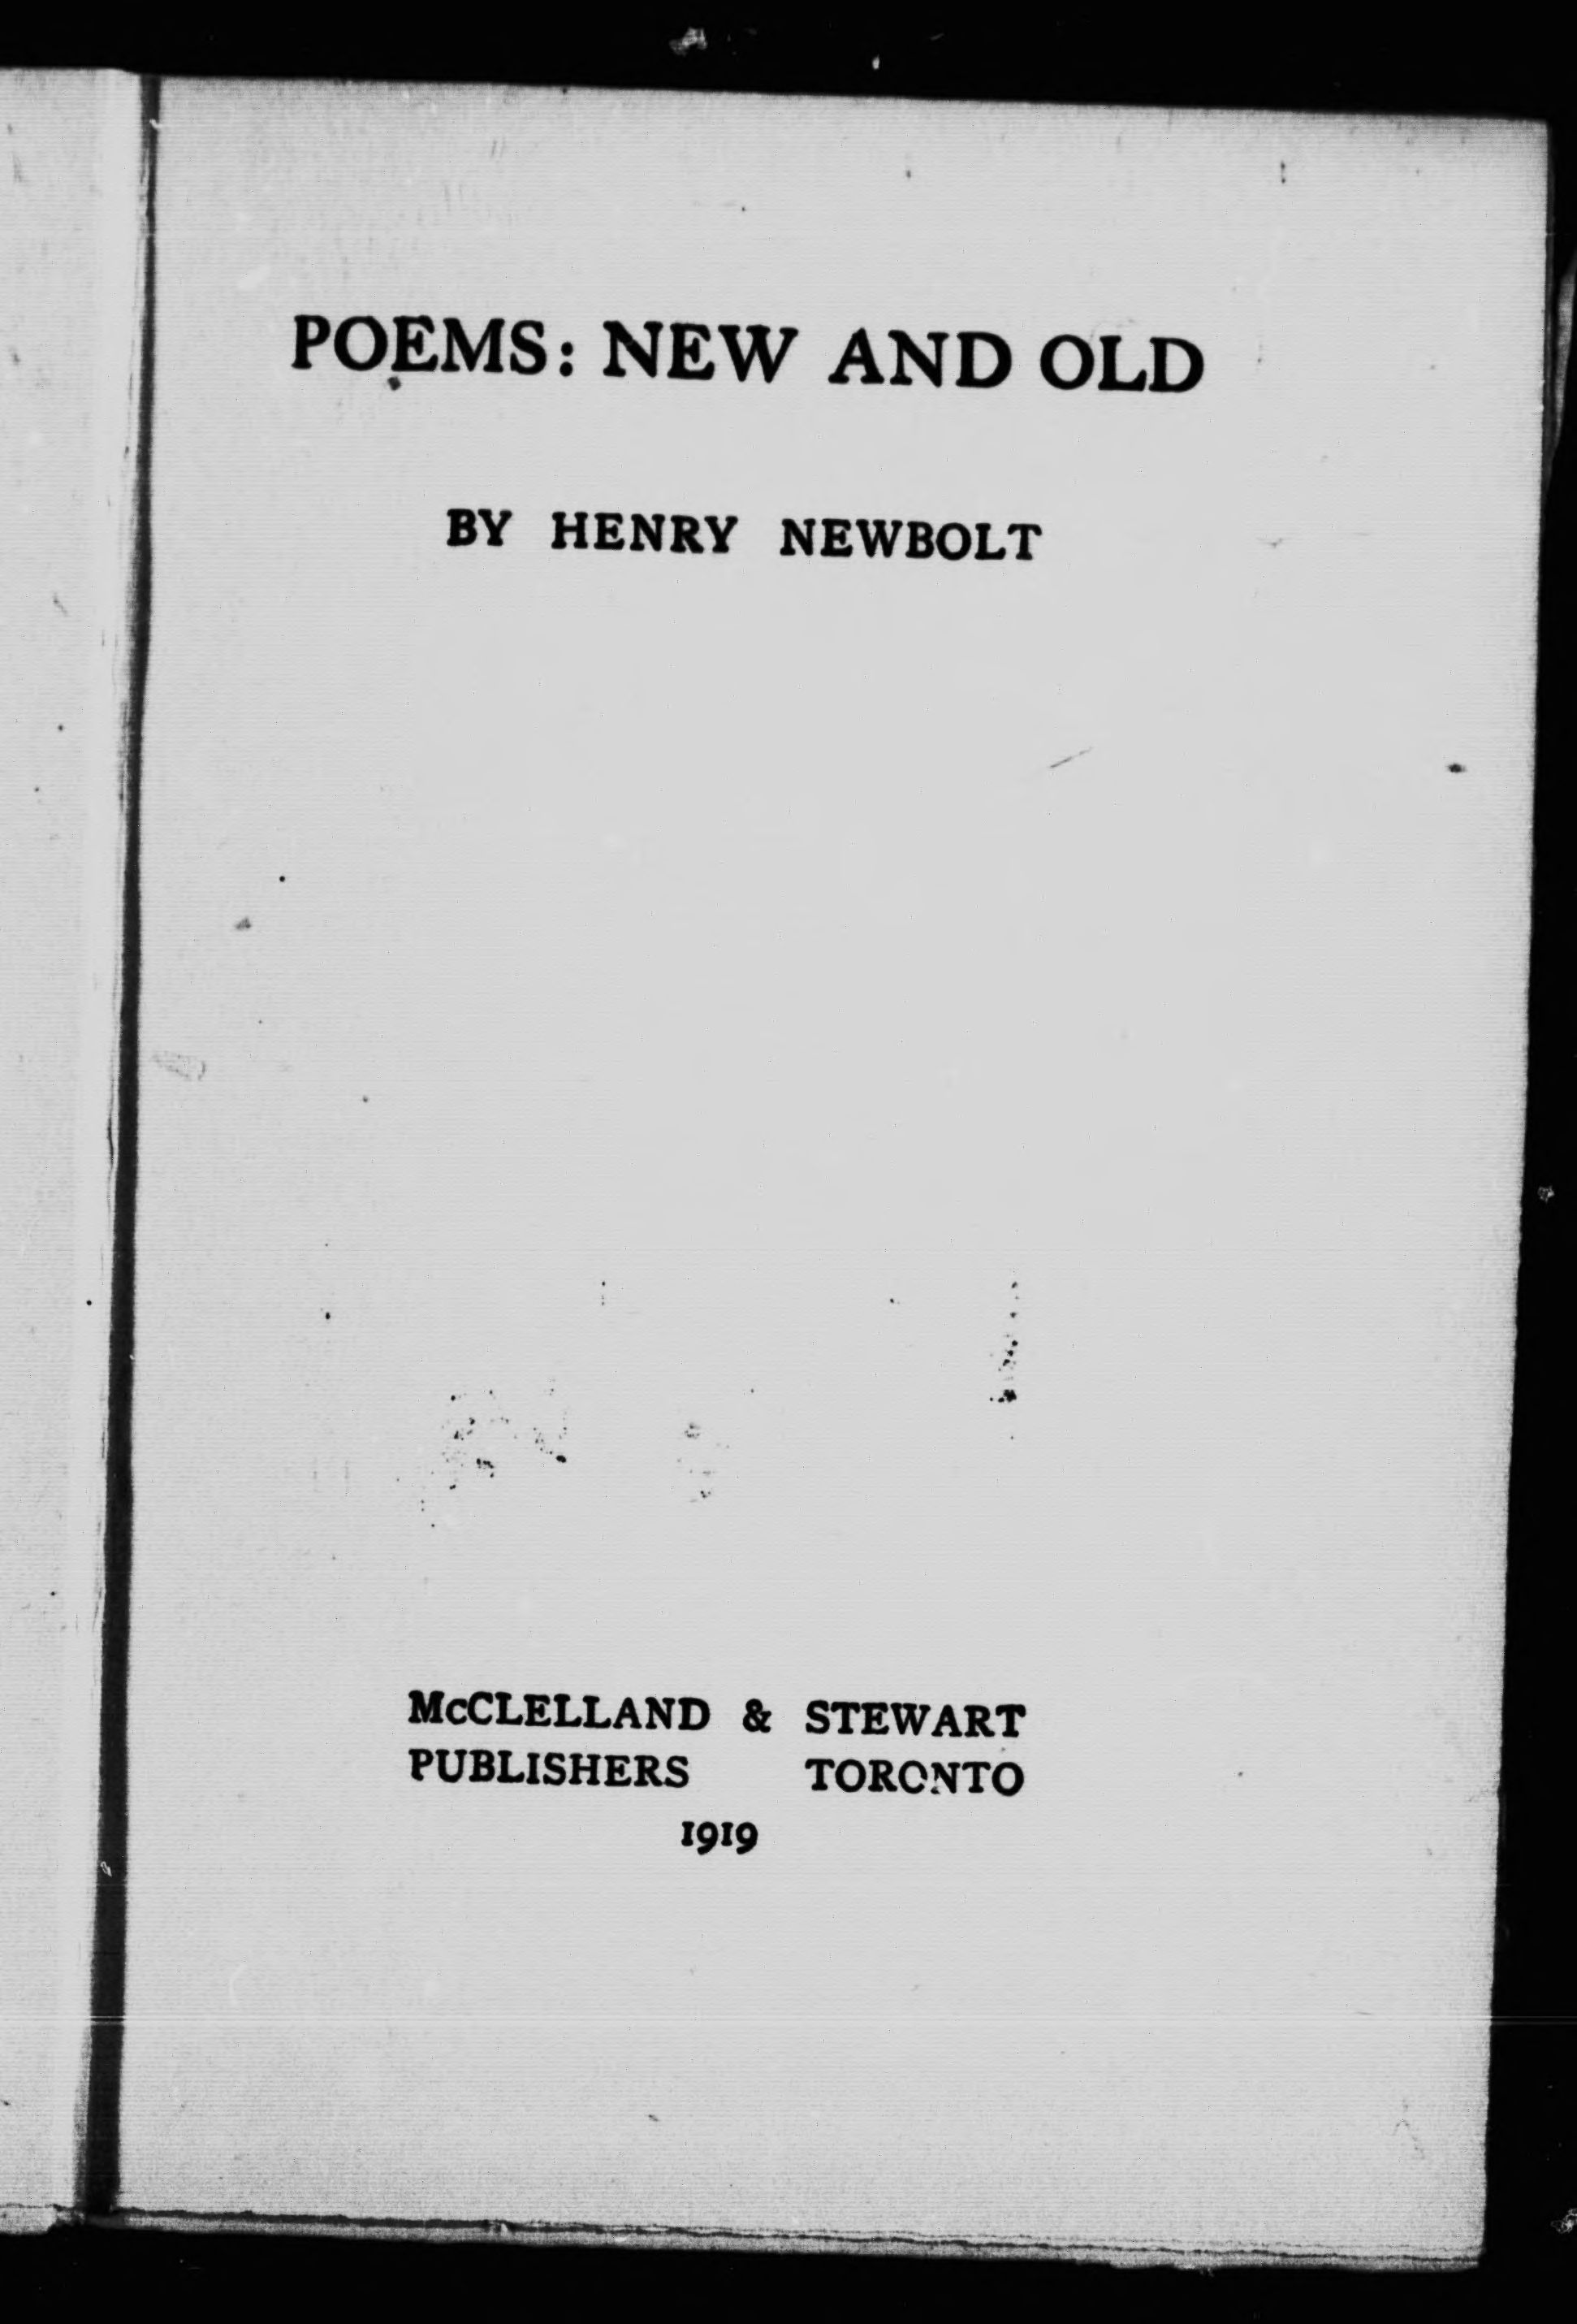 POEMS: NEW AND OLD
BY HENRY NEWBOLT
McCLELLAND & STEWART
PUBLISHERS TORONTO
1919